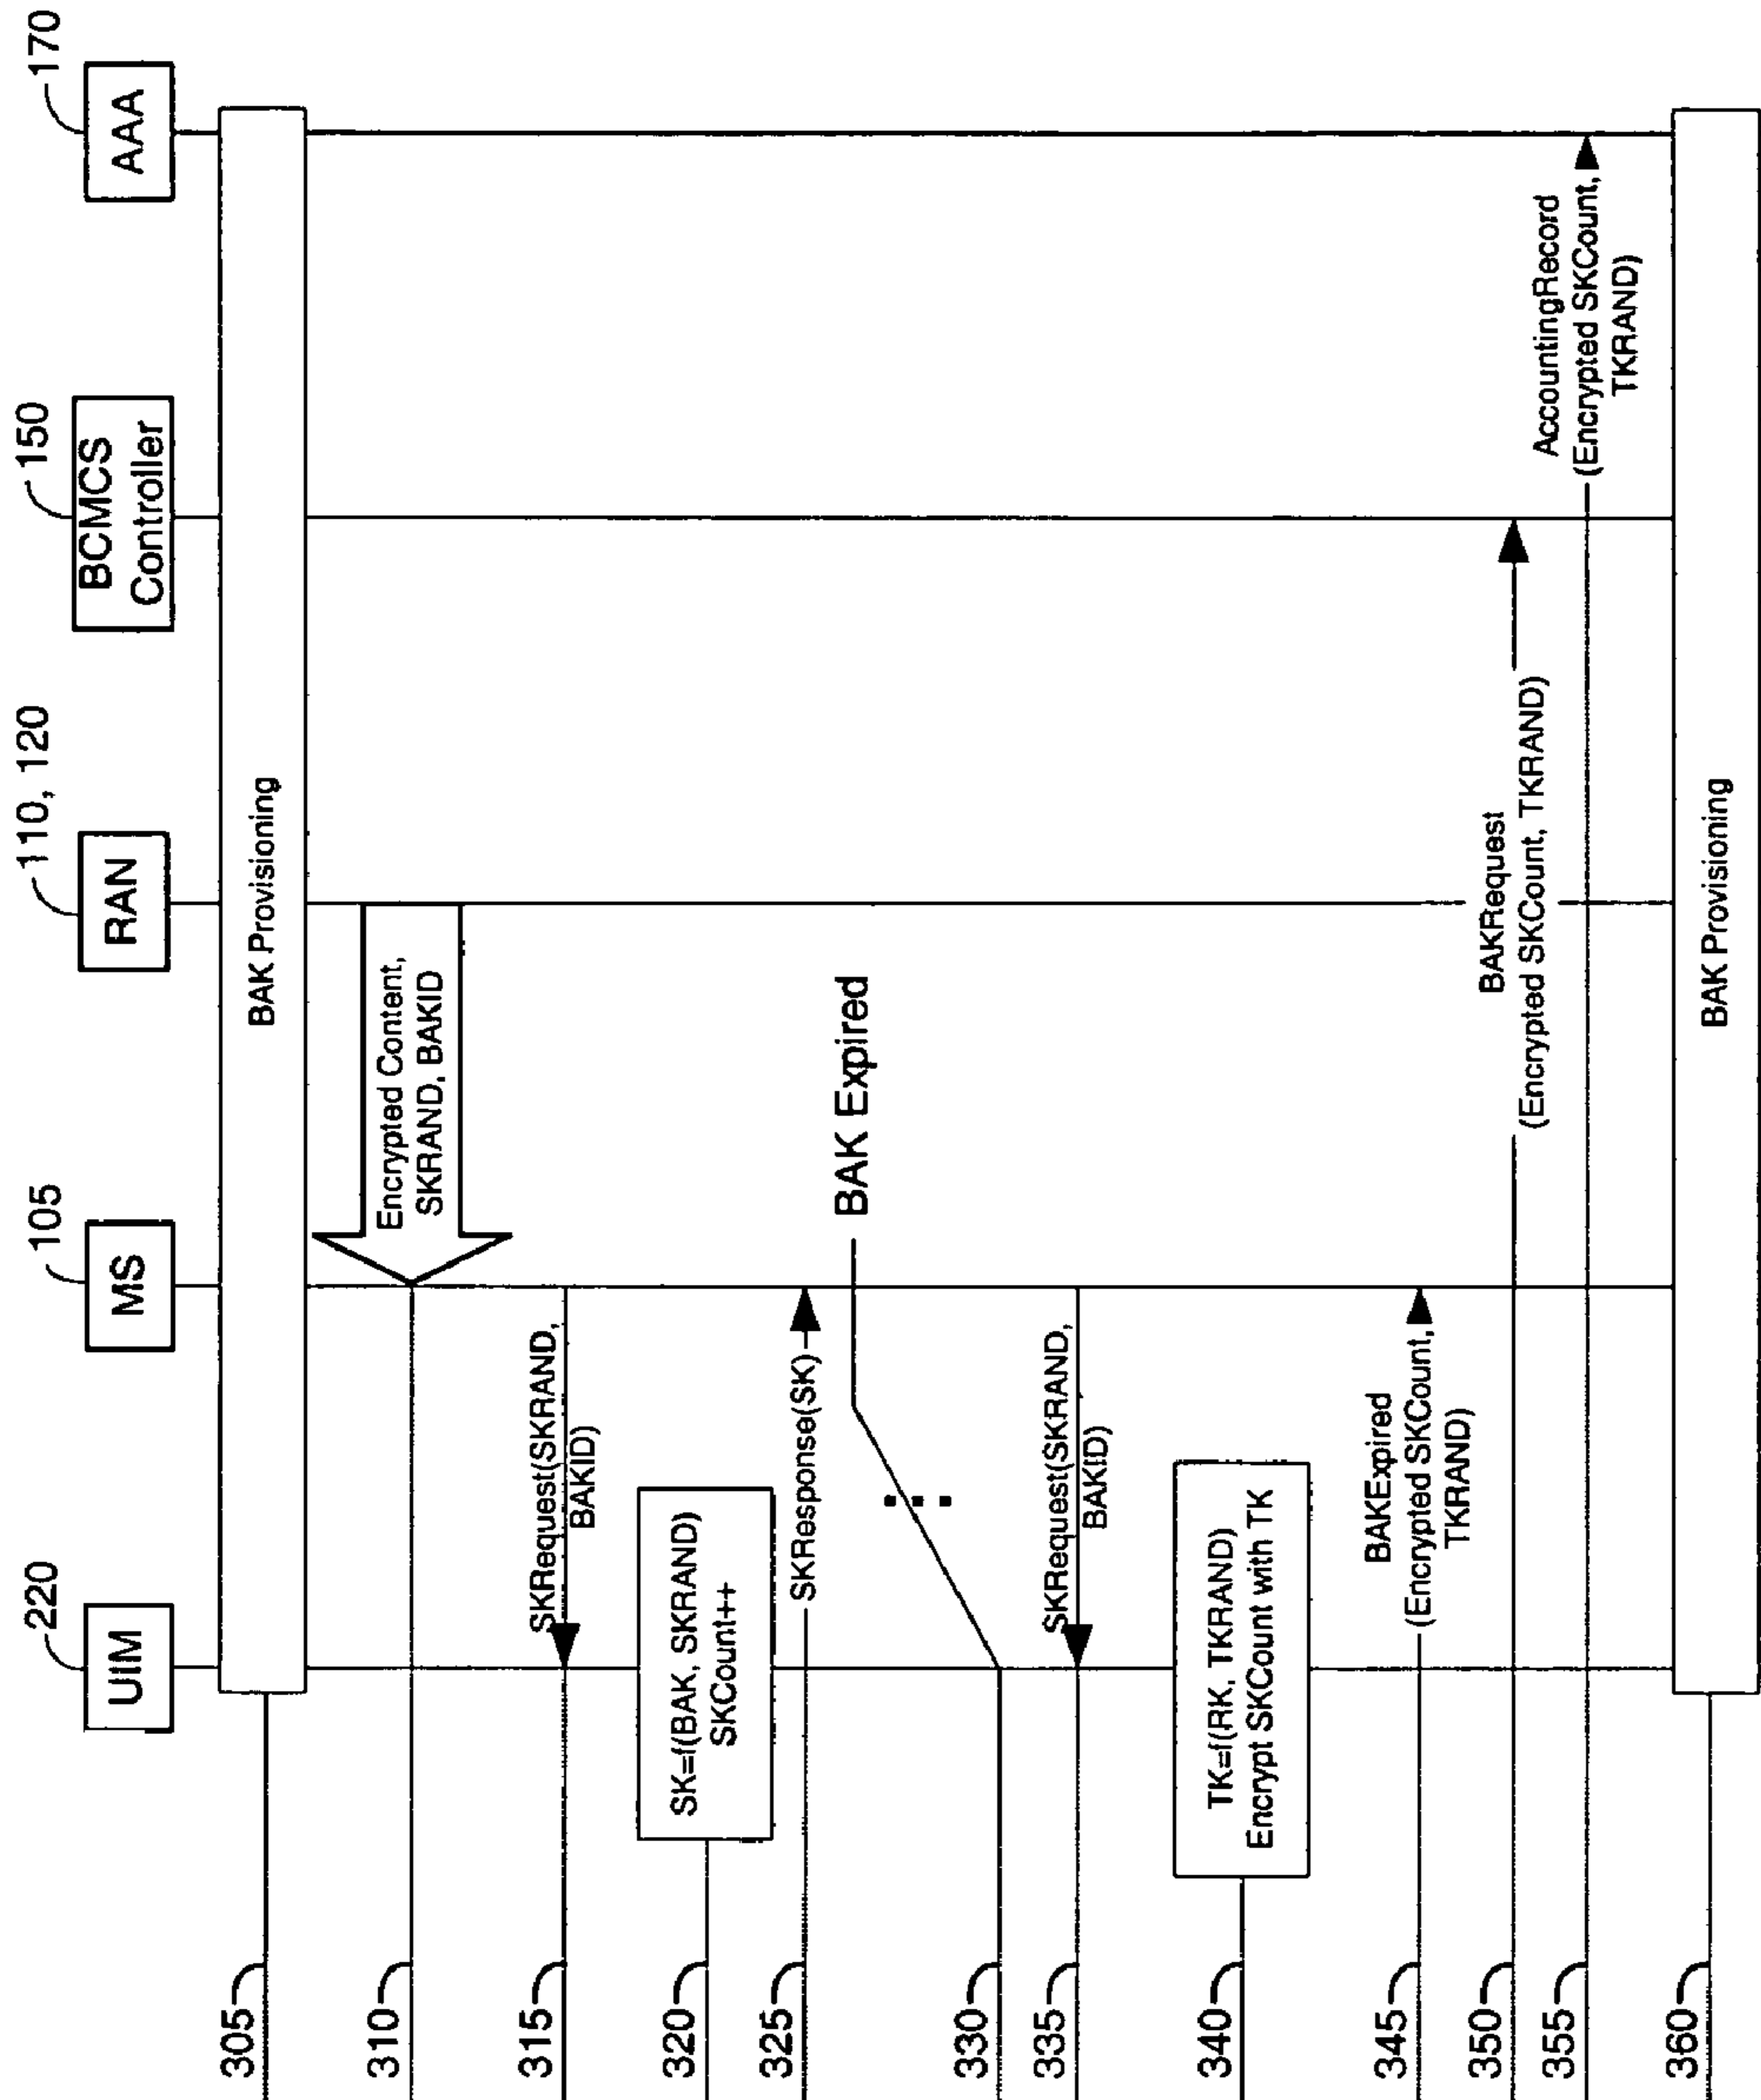 220
105
110, 120
150
170
UIM
MS
RAN
BCMCS
Controller
AAA
305
BAK Provisioning
310
Encrypted Content,
SKRAND, BAKID
315
SKRequest(SKRAND,
BAKID)
320
SK=f(BAK, SKRAND)
SKCount++
325
SKResponse(SK)
BAK Expired
330
335
SKRequest(SKRAND,
BAKID)
340
TK=f(RK, TKRAND)
Encrypt SKCount with TK
345
BAKExpired
(Encrypted SKCount,
TKRAND)
350
BAKRequest
(Encrypted SKCount, TKRAND)
355
AccountingRecord
(Encrypted SKCount,
TKRAND)
360
BAK Provisioning